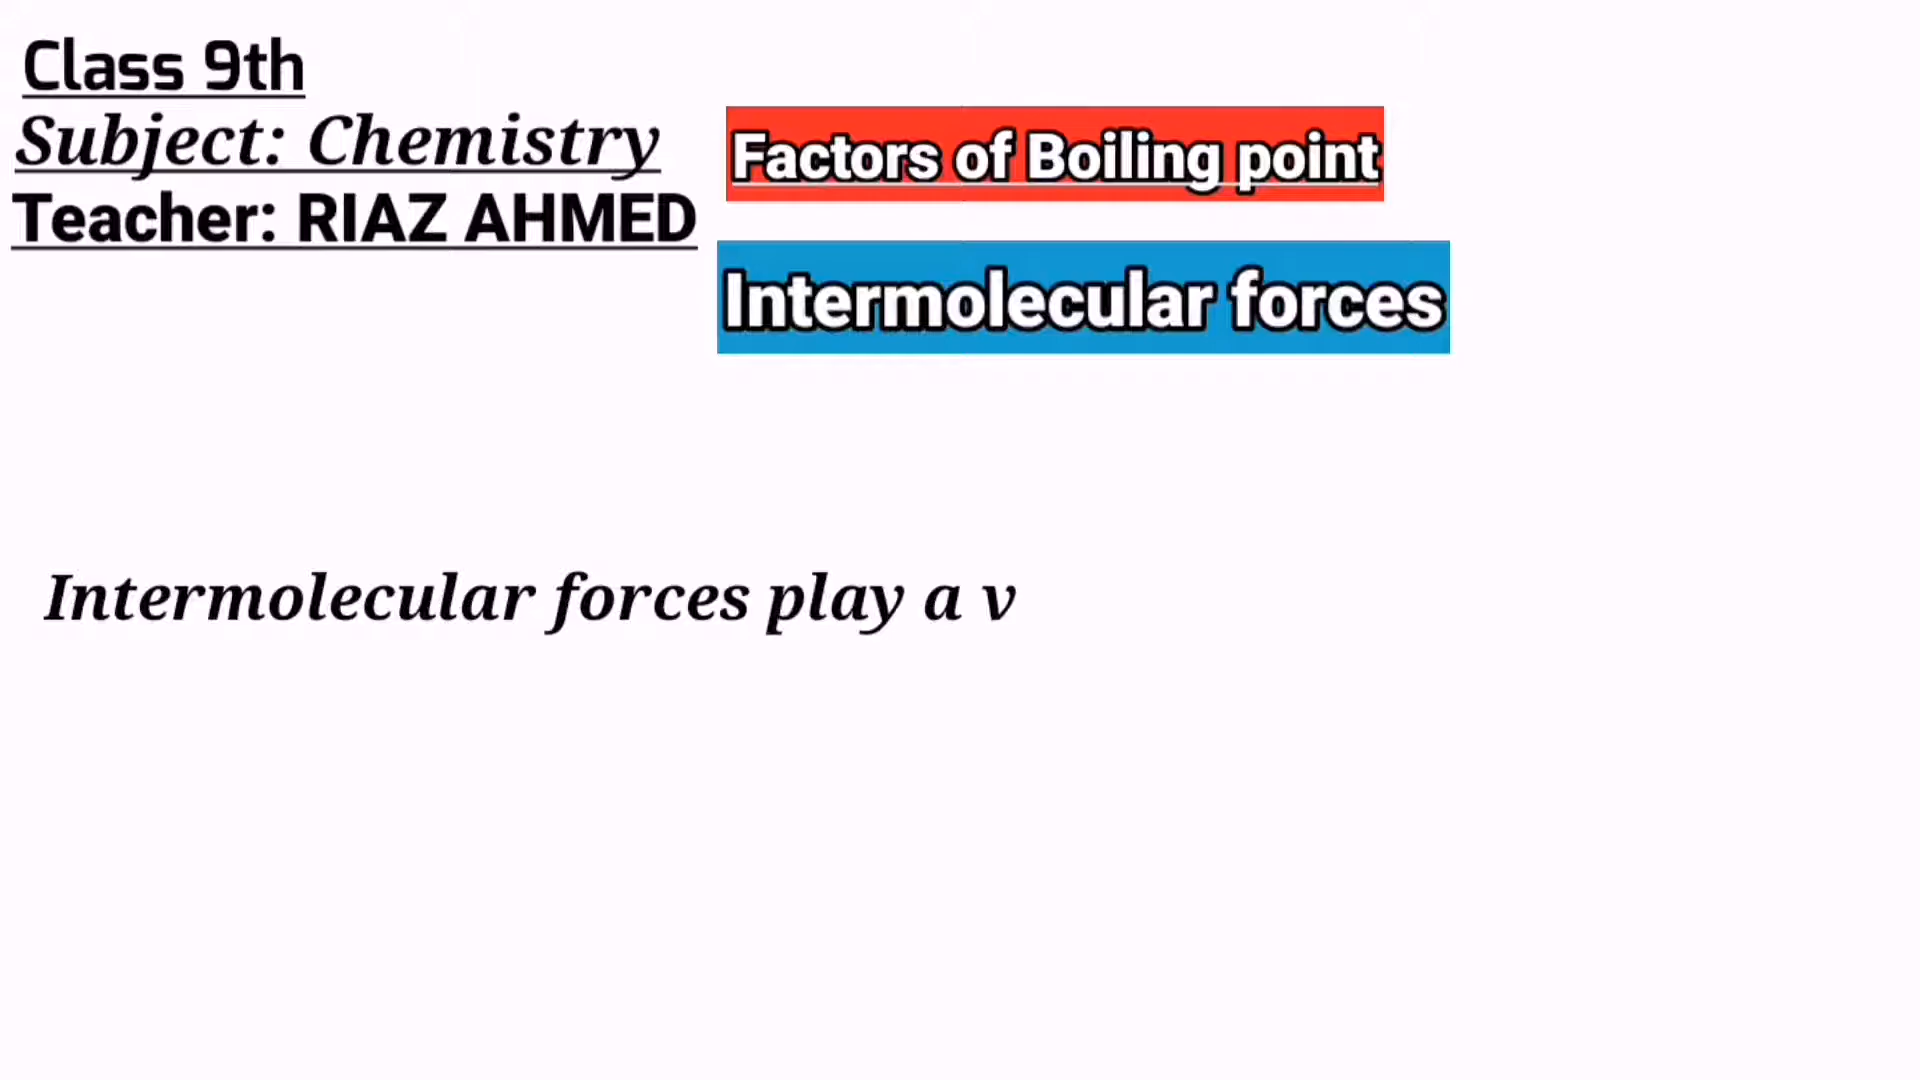 Class 9th
Subject: Chemistry
Teacher: RIAZ AHMED
Factors of Boiling point
Intermolecular forces
Intermolecular forces play a v